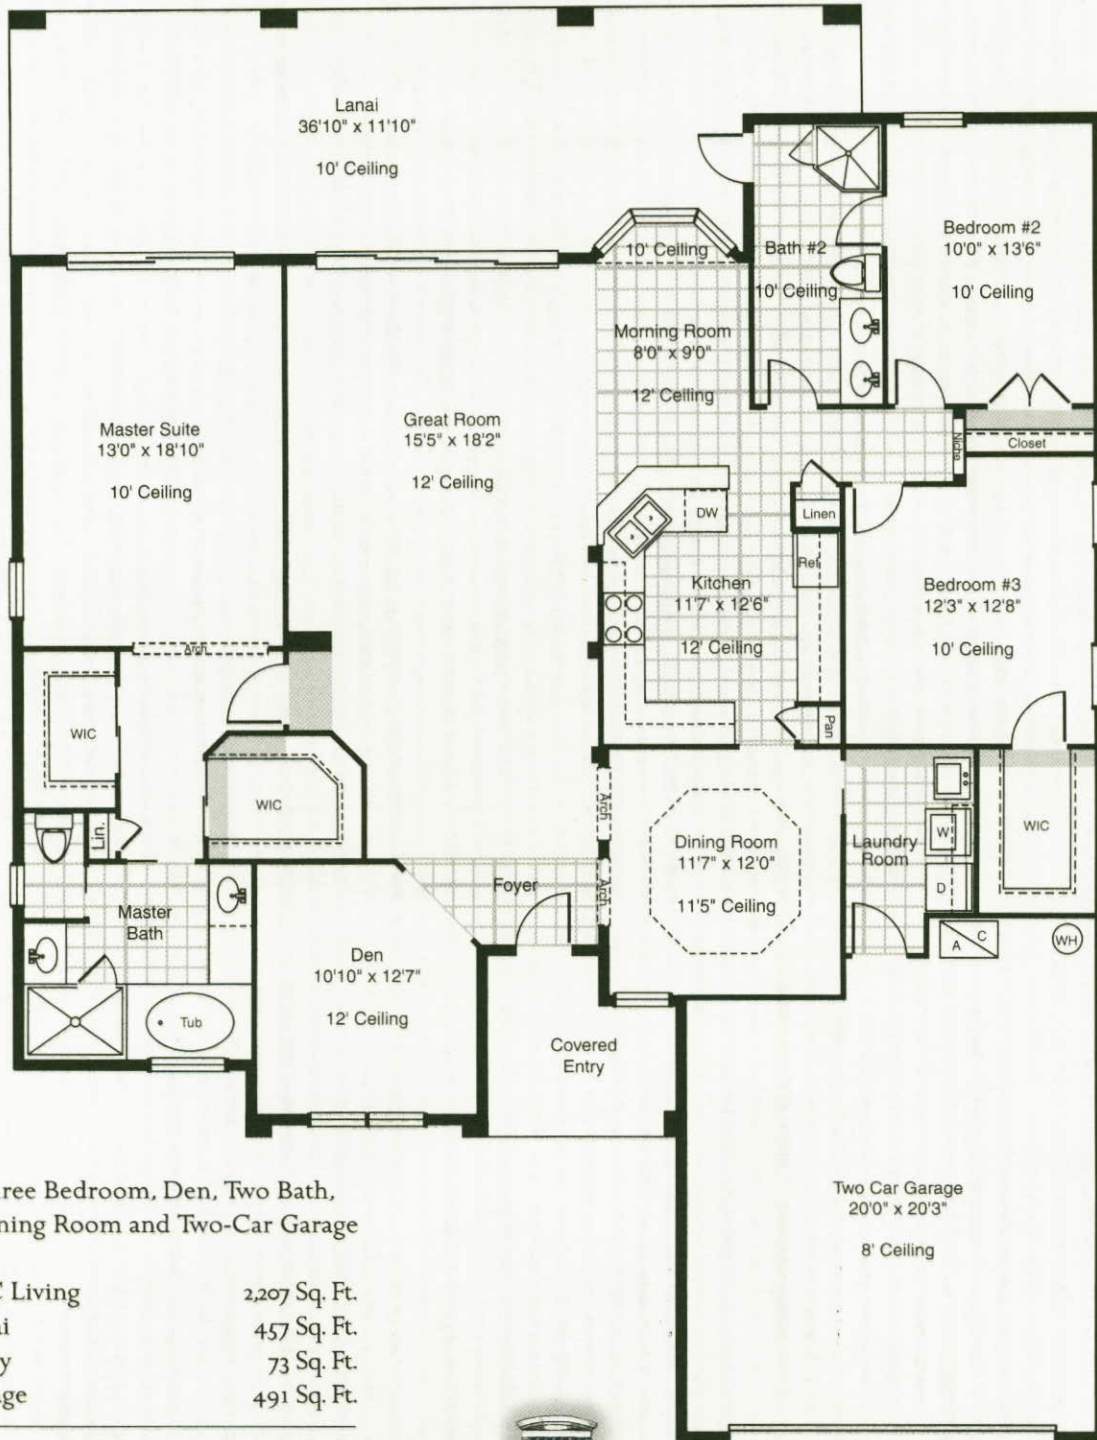 Lanai
36'10" x 11'10"
10' Ceiling
10' Ceiling
Bath #2
10' Ceiling
Bedroom #2
10'0" x 13'6"
10' Ceiling
Morning Room
8'0" x 9'0"
12' Ceiling
Master Suite
13'0" x 18'10"
10' Ceiling
Great Room
15'5" x 18'2"
12' Ceiling
Niche
Closet
DW
Linen
Ref
Kitchen
11'7' x 12'6"
12' Ceiling
Bedroom #3
12'3" x 12'8"
10' Ceiling
Arch
WIC
WIC
Pan
Arch
Dining Room
11'7" x 12'0"
11'5" Ceiling
Laundry
Room
W
D
WIC
Lin.
Foyer
Arch
Master
Bath
Den
10'10" x 12'7"
12' Ceiling
A C
WH
Tub
Covered
Entry
Two Car Garage
20'0" x 20'3"
8' Ceiling
ree Bedroom, Den, Two Bath,
ning Room and Two-Car Garage
C Living 2,207 Sq. Ft.
ai 457 Sq. Ft.
y 73 Sq. Ft.
ge 491 Sq. Ft.